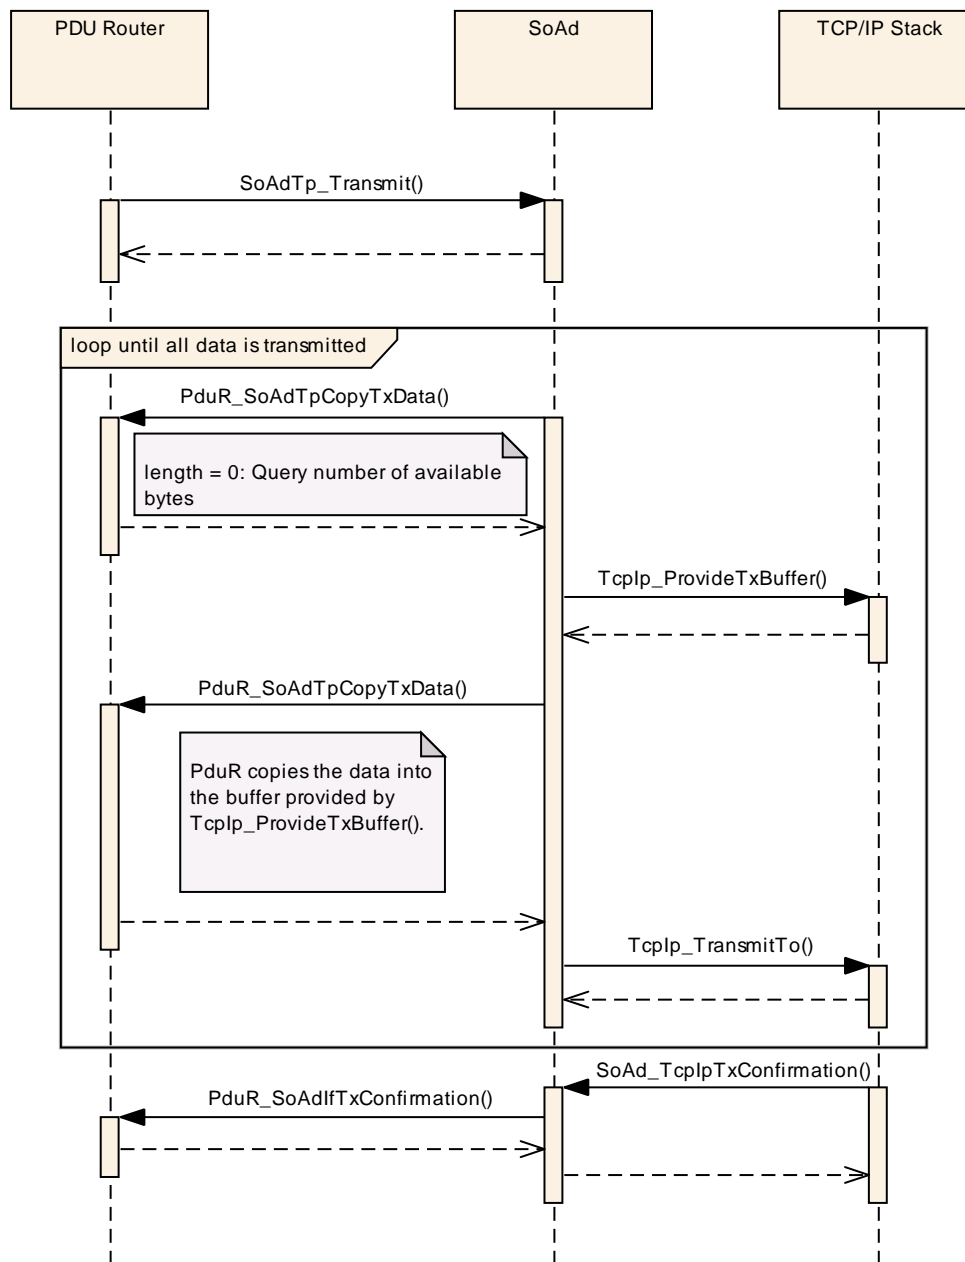 PDU Router
SoAd
TCP/IP Stack
SoAdTp_Transmit()
loop until all data is transmitted
PduR_SoAdTpCopyTxData()
length = 0: Query number of available
bytes
TcpIp_ProvideTxBuffer()
PduR_SoAdTpCopyTxData()
PduR copies the data into
the buffer provided by
TcpIp_ProvideTxBuffer().
TcpIp_TransmitTo()
SoAd_TcpIpTxConfirmation()
PduR_SoAdIfTxConfirmation()